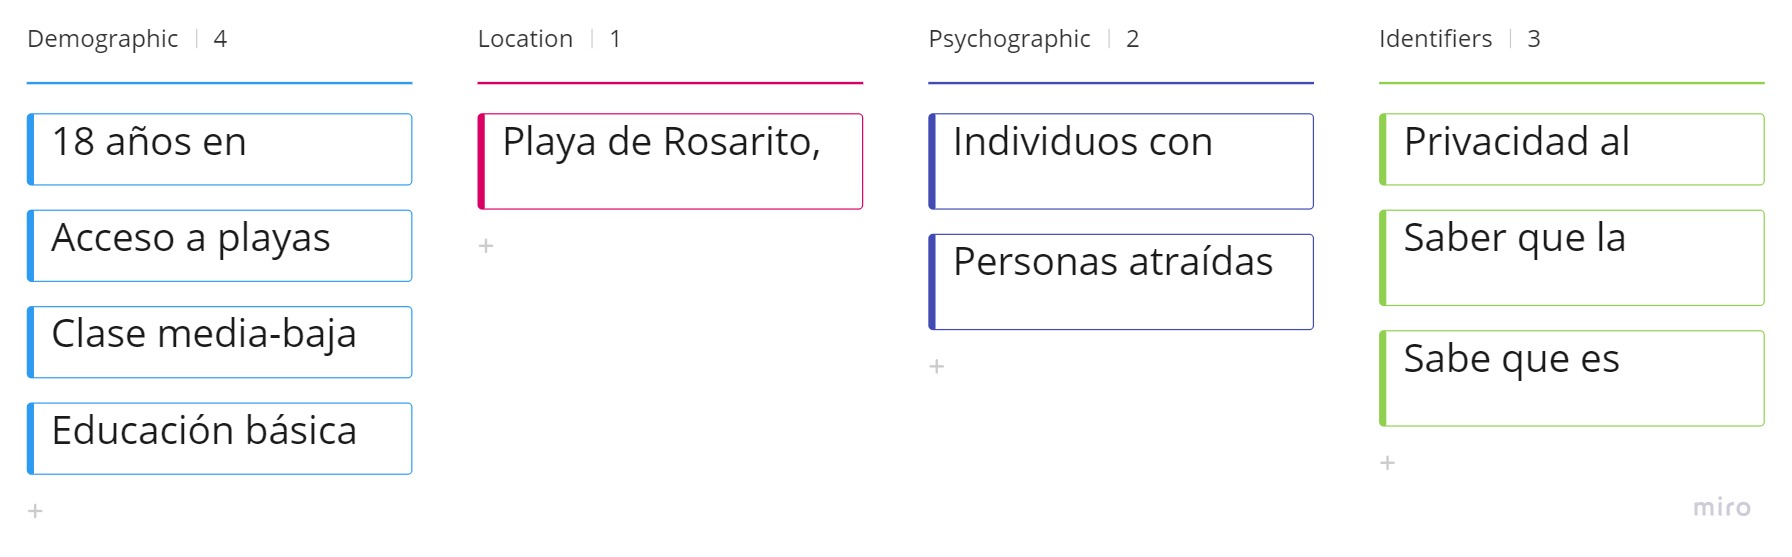 Demographic | 4
18 años en
Acceso a playas
Clase media-baja
Educación básica
+
Location | 1
Playa de Rosarito,
+
Psychographic | 2
Individuos con
Personas atraídas
+
Identifiers | 3
Privacidad al
Saber que la
Sabe que es
+
miro